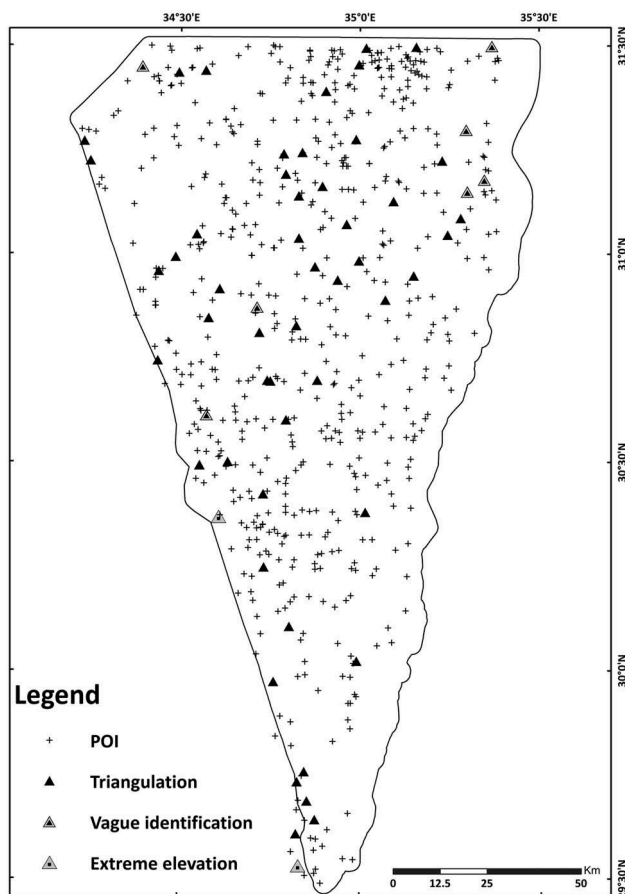 34°30'E 35°0'E 35°30'E
31°30'N
31°0'N
30°30'N
30°0'N
Legend
POI
Triangulation
Vague identification
Extreme elevation
Km
0 12.5 25 50
9°30'N